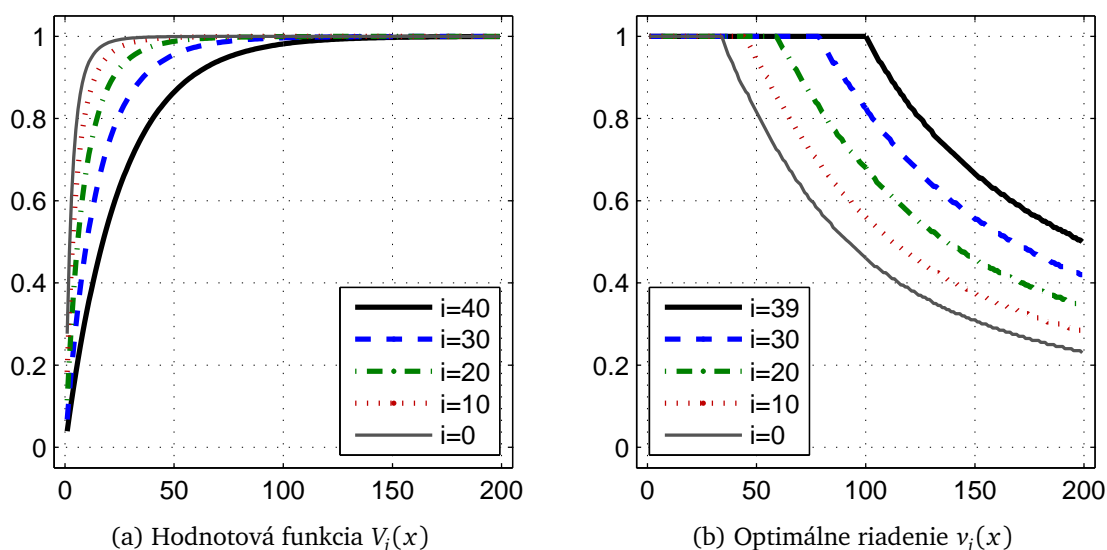 1
0.8
0.6
0.4
0.2
0
0 50 100 150 200
i=40
i=30
i=20
i=10
i=0
(a) Hodnotová funkcia V_i(x)
1
0.8
0.6
0.4
0.2
0
0 50 100 150 200
i=39
i=30
i=20
i=10
i=0
(b) Optimálne riadenie v_i(x)